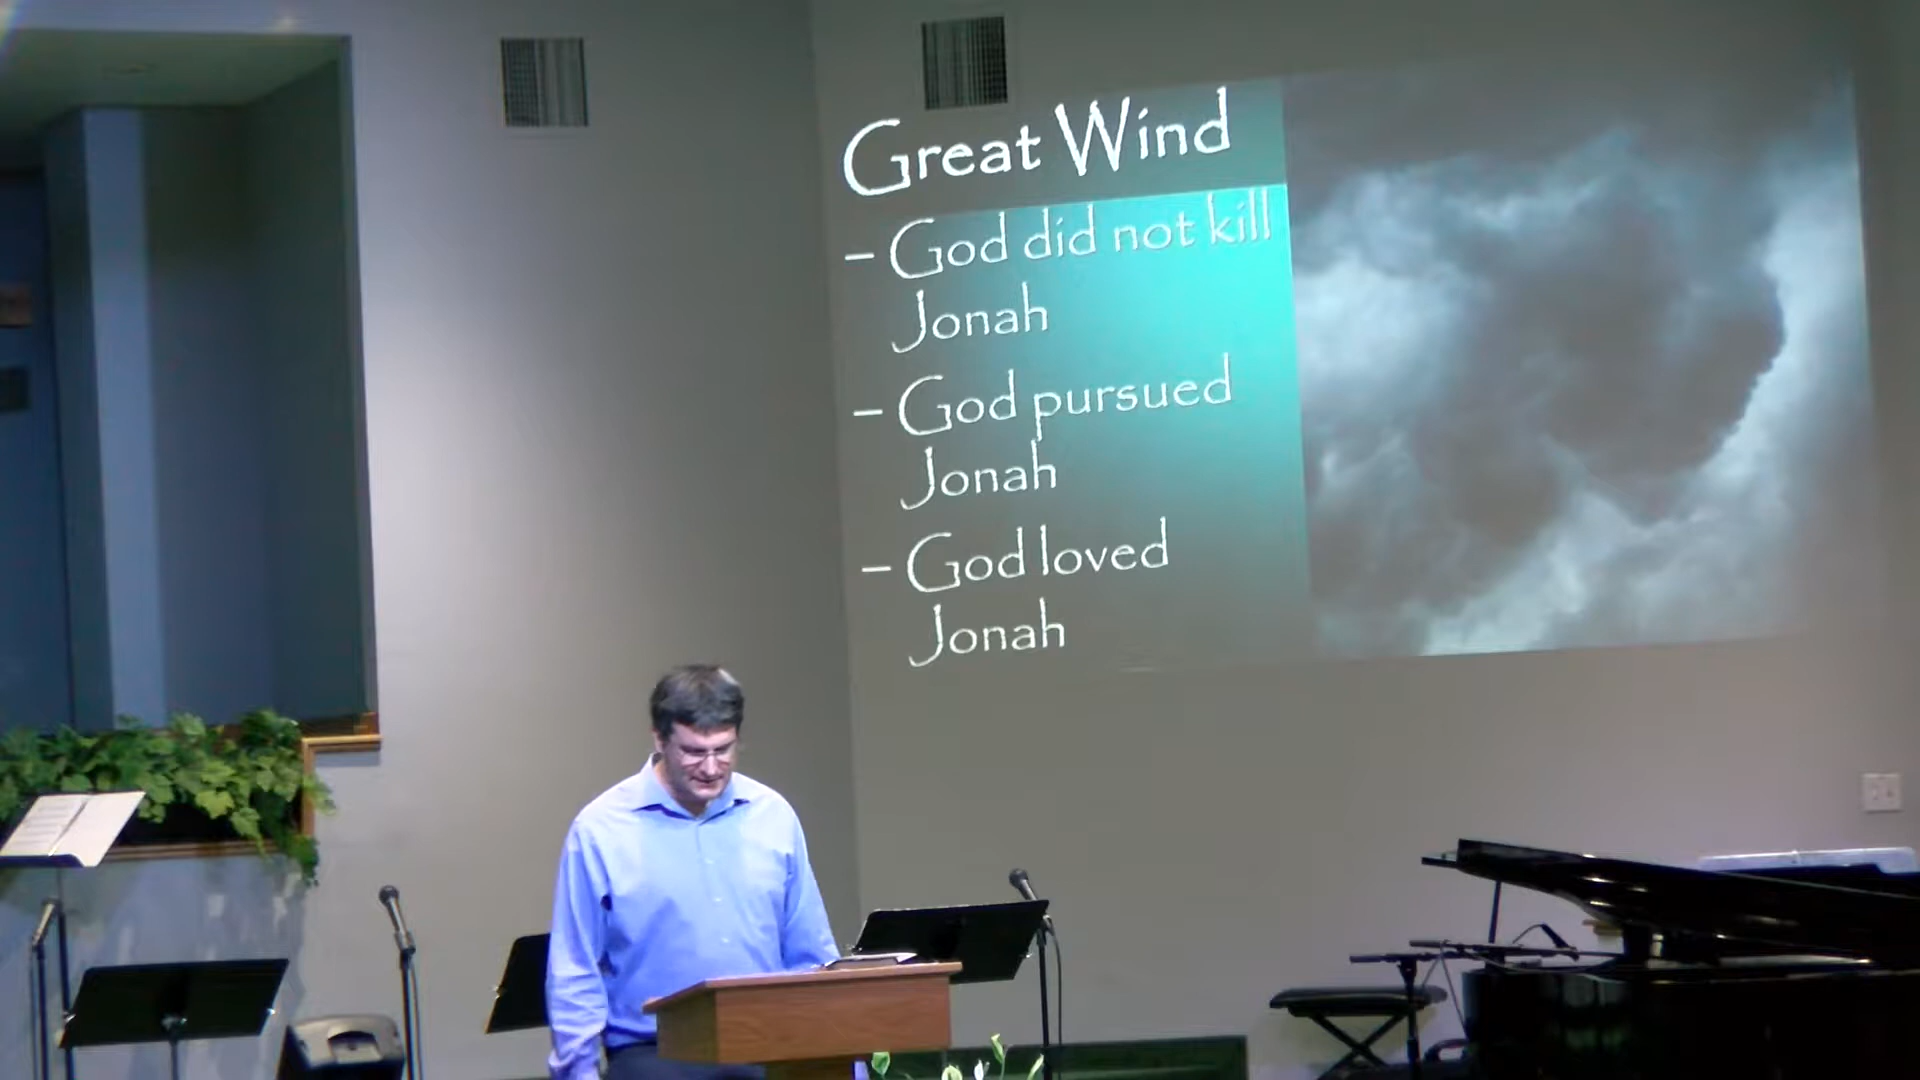 Great Wind
– God did not kill
Jonah
– God pursued
Jonah
– God loved
Jonah